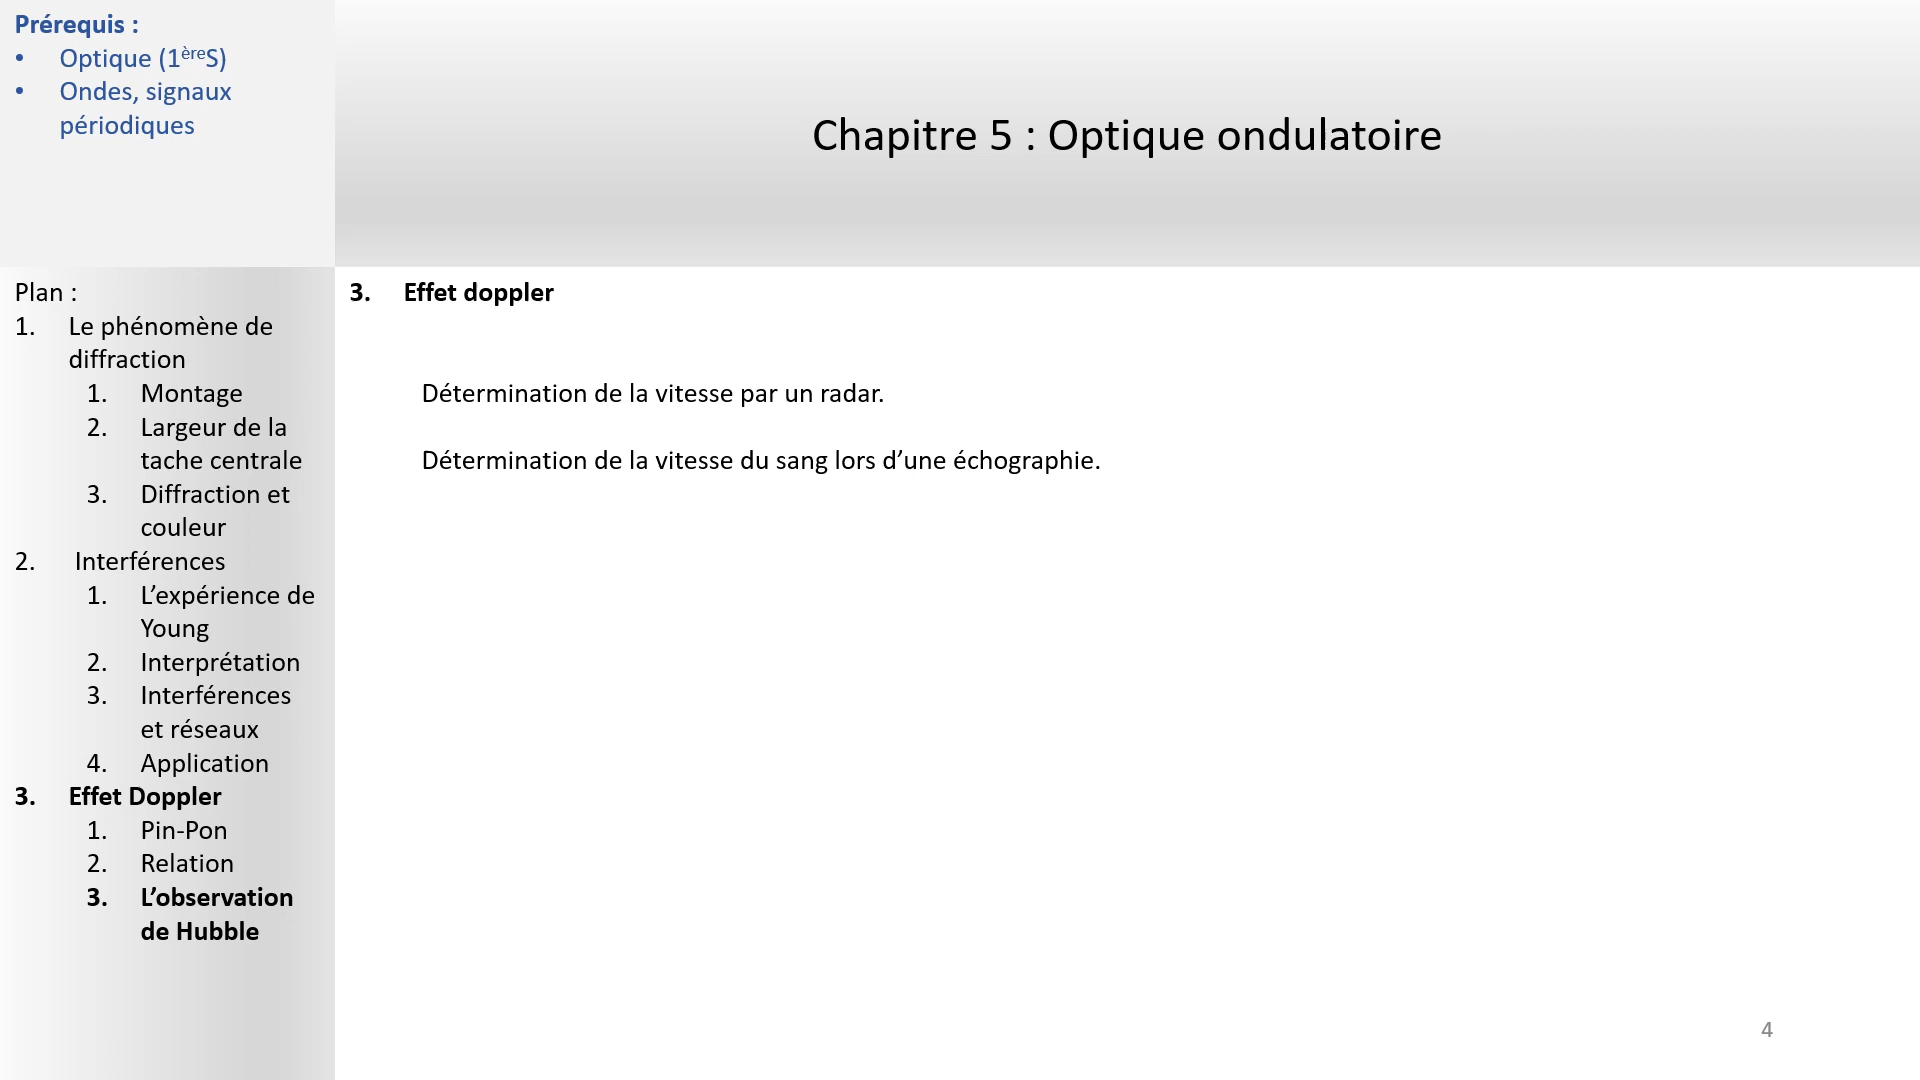 Prérequis :
• Optique (1èreS)
• Ondes, signaux
périodiques
Chapitre 5 : Optique ondulatoire
Plan :
1. Le phénomène de
diffraction
1. Montage
2. Largeur de la
tache centrale
3. Diffraction et
couleur
2. Interférences
1. L’expérience de
Young
2. Interprétation
3. Interférences
et réseaux
4. Application
3. Effet Doppler
1. Pin-Pon
2. Relation
3. L’observation
de Hubble
3. Effet doppler
Détermination de la vitesse par un radar.
Détermination de la vitesse du sang lors d’une échographie.
4